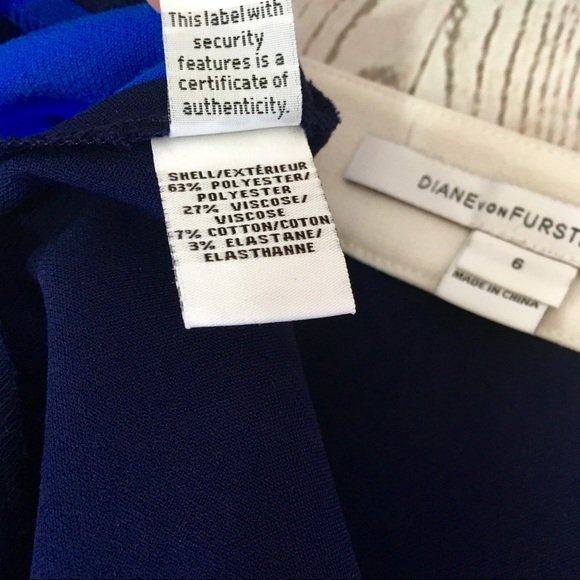 This label with
security
features is a
certificate of
authenticity.
SHELL/EXTÉRIEUR
63% POLYESTER/
POLYESTER
27% VISCOSE/
VISCOSE
7% COTTON/COTON
3% ELASTANE/
ELASTHANNE
DIANE VON FURST
6
MADE IN CHINA